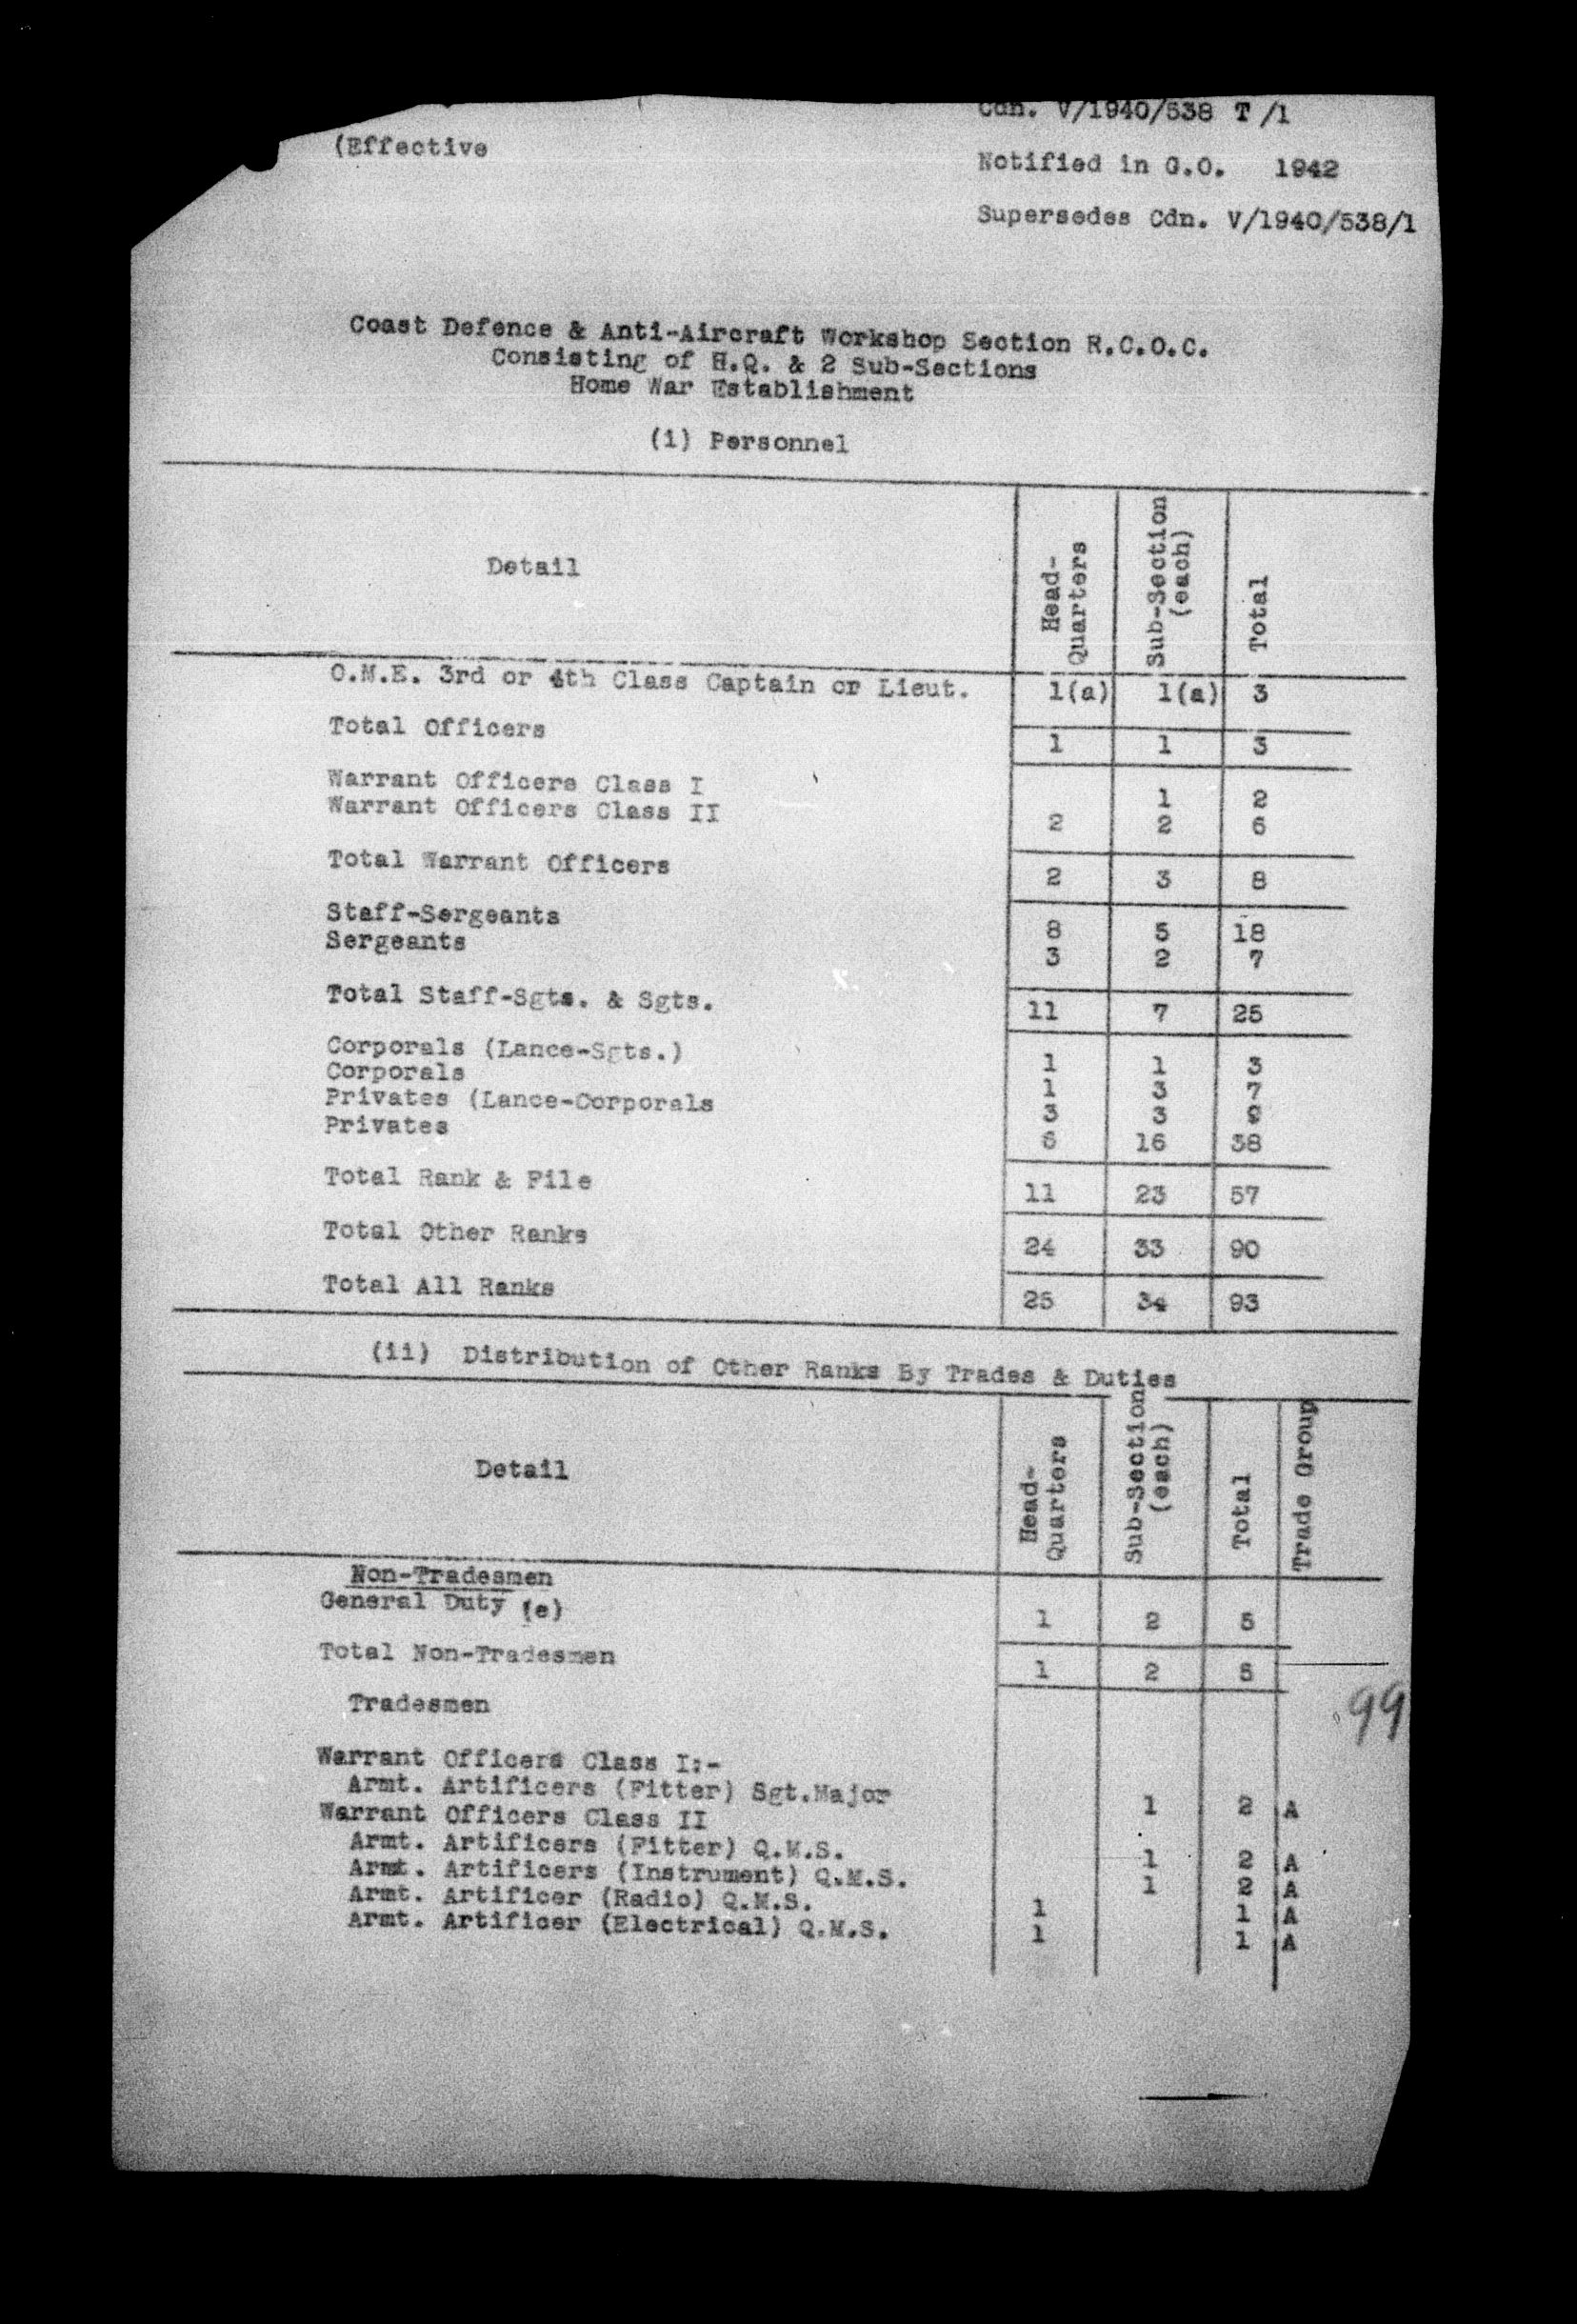 Cdn. V/1940/538 T /1
(Effective
Notified in G.O. 1942
Supersedes Cdn. V/1940/538/1
Coast Defence & Anti-Aircraft Workshop Section R.C.O.C.
Consisting of H.Q. & 2 Sub-Sections
Home War Establishment
(i) Personnel
Detail Head-Quarters Sub-Section (each) Total
O.M.E. 3rd or 4th Class Captain or Lieut. 1(a) 1(a) 3
Total Officers 1 1 3
Warrant Officers Class I 1 2
Warrant Officers Class II 2 2 6
Total Warrant Officers 2 3 8
Staff-Sergeants 8 5 18
Sergeants 3 2 7
Total Staff-Sgts. & Sgts. 11 7 25
Corporals (Lance-Sgts.) 1 1 3
Corporals 1 3 7
Privates (Lance-Corporals 3 3 9
Privates 6 16 38
Total Rank & File 11 23 57
Total Other Ranks 24 33 90
Total All Ranks 25 34 93
(ii) Distribution of Other Ranks By Trades & Duties
Detail Head-Quarters Sub-Section (each) Total Trade Group
Non-Tradesmen
General Duty (e) 1 2 5
Total Non-Tradesmen 1 2 5
Tradesmen
99
Warrant Officers Class I:-
Armt. Artificers (Fitter) Sgt.Major 1 2 A
Warrant Officers Class II
Armt. Artificers (Fitter) Q.M.S. 1 2 A
Armt. Artificers (Instrument) Q.M.S. 1 2 A
Armt. Artificer (Radio) Q.M.S. 1 1 A
Armt. Artificer (Electrical) Q.M.S. 1 1 A